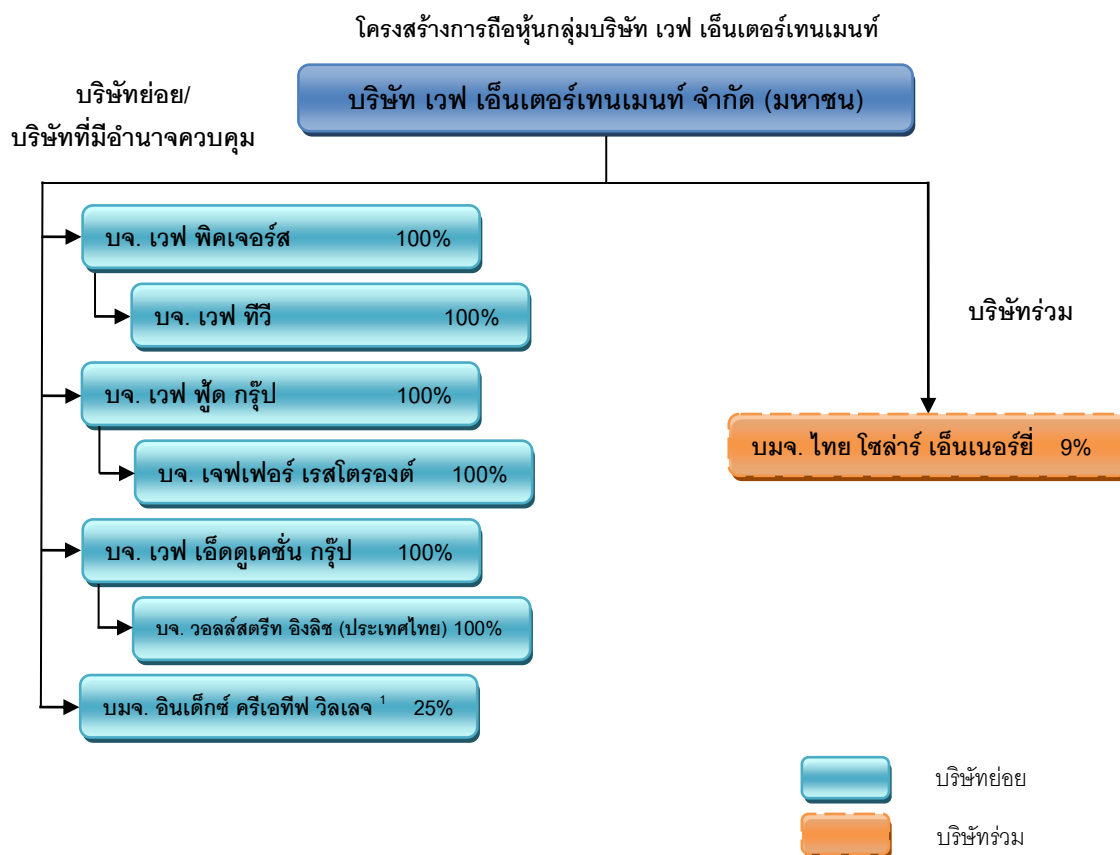 โครงสร้างการถือหุ้นกลุ่มบริษัท เวฟ เอ็นเตอร์เทนเมนท์
บริษัท เวฟ เอ็นเตอร์เทนเมนท์ จำกัด (มหาชน)
บริษัทย่อย/
บริษัทที่มีอำนาจควบคุม
บจ. เวฟ พิคเจอร์ส 100%
บจ. เวฟ ทีวี 100%
บจ. เวฟ ฟู้ด กรุ๊ป 100%
บจ. เจฟเฟอร์ เรสโตรองต์ 100%
บจ. เวฟ เอ็ดดูเคชั่น กรุ๊ป 100%
บจ. วอลล์สตรีท อิงลิช (ประเทศไทย) 100%
บมจ. อินเด็กซ์ ครีเอทีฟ วิลเลจ ¹ 25%
บริษัทร่วม
บมจ. ไทย โซล่าร์ เอ็นเนอร์ยี่ 9%
บริษัทย่อย
บริษัทร่วม